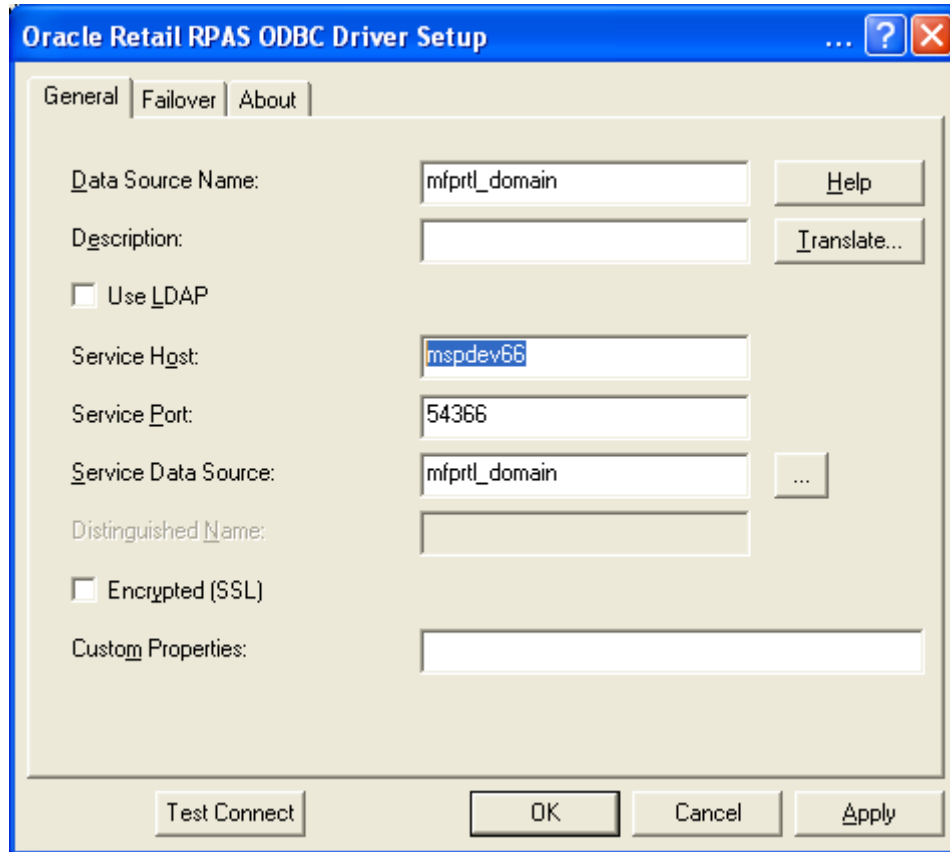 Oracle Retail RPAS ODBC Driver Setup ... ?
General Failover About
Data Source Name: mfprtl_domain Help
Description: Translate...
Use LDAP
Service Host: mspdev66
Service Port: 54366
Service Data Source: mfprtl_domain ...
Distinguished Name:
Encrypted (SSL)
Custom Properties:
Test Connect OK Cancel Apply